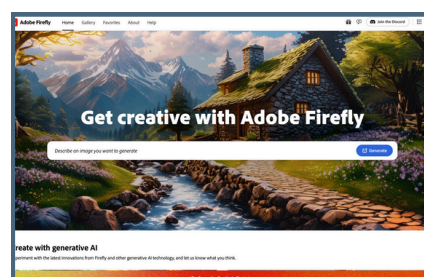 Adobe Firefly Home Gallery Favorites About Help Join the Discord
Get creative with Adobe Firefly
Describe an image you want to generate Generate
reate with generative AI
periment with the latest innovations from Firefly and other generative AI technology, and let us know what you think.